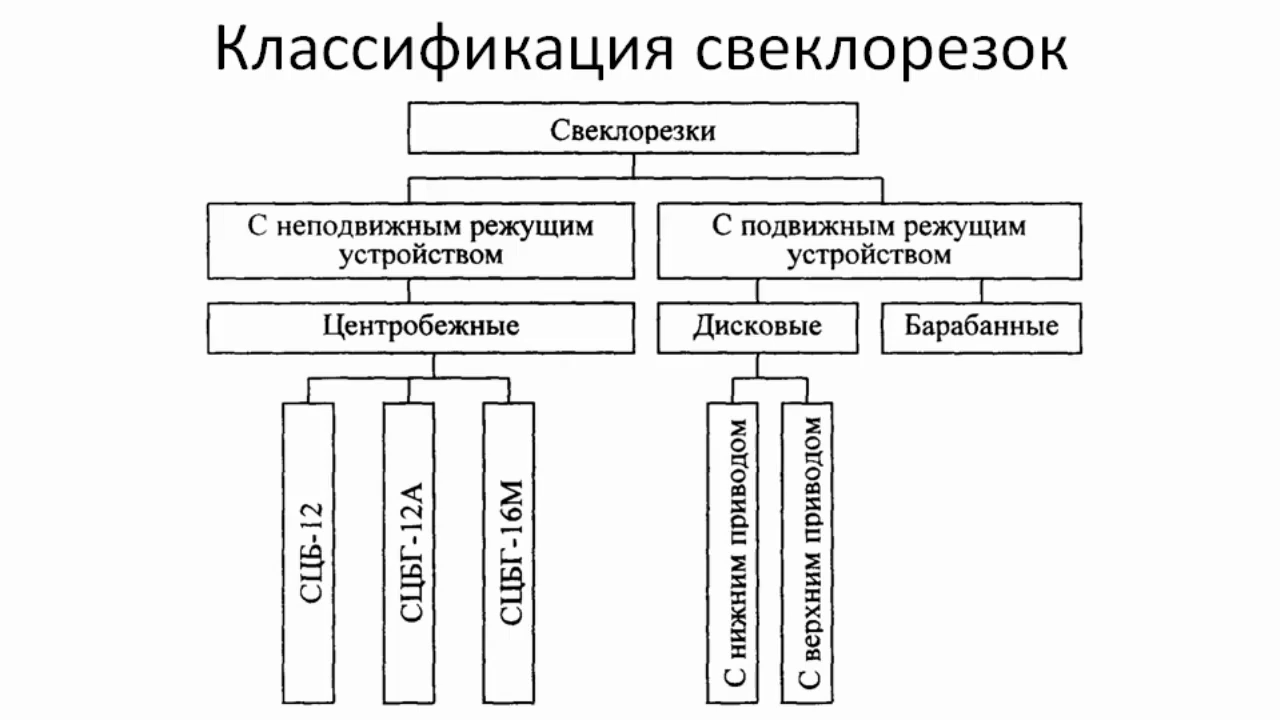 Классификация свеклорезок
Свеклорезки
С неподвижным режущим
устройством
С подвижным режущим
устройством
Центробежные
Дисковые
Барабанные
СЦБ-12
СЦБГ-12А
СЦБГ-16М
С нижним приводом
С верхним приводом